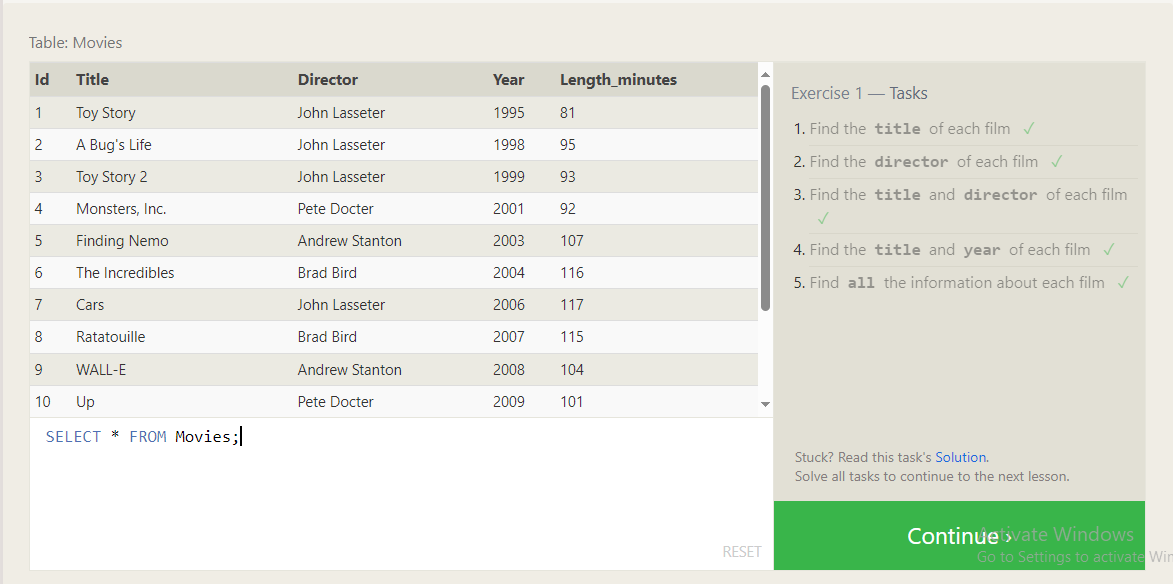 Table: Movies
Id Title Director Year Length_minutes
1 Toy Story John Lasseter 1995 81
2 A Bug's Life John Lasseter 1998 95
3 Toy Story 2 John Lasseter 1999 93
4 Monsters, Inc. Pete Docter 2001 92
5 Finding Nemo Andrew Stanton 2003 107
6 The Incredibles Brad Bird 2004 116
7 Cars John Lasseter 2006 117
8 Ratatouille Brad Bird 2007 115
9 WALL-E Andrew Stanton 2008 104
10 Up Pete Docter 2009 101
SELECT * FROM Movies;
RESET
Exercise 1 — Tasks
1. Find the title of each film ✓
2. Find the director of each film ✓
3. Find the title and director of each film
✓
4. Find the title and year of each film ✓
5. Find all the information about each film ✓
Stuck? Read this task's Solution.
Solve all tasks to continue to the next lesson.
Continue ›
Activate Windows
Go to Settings to activate Win